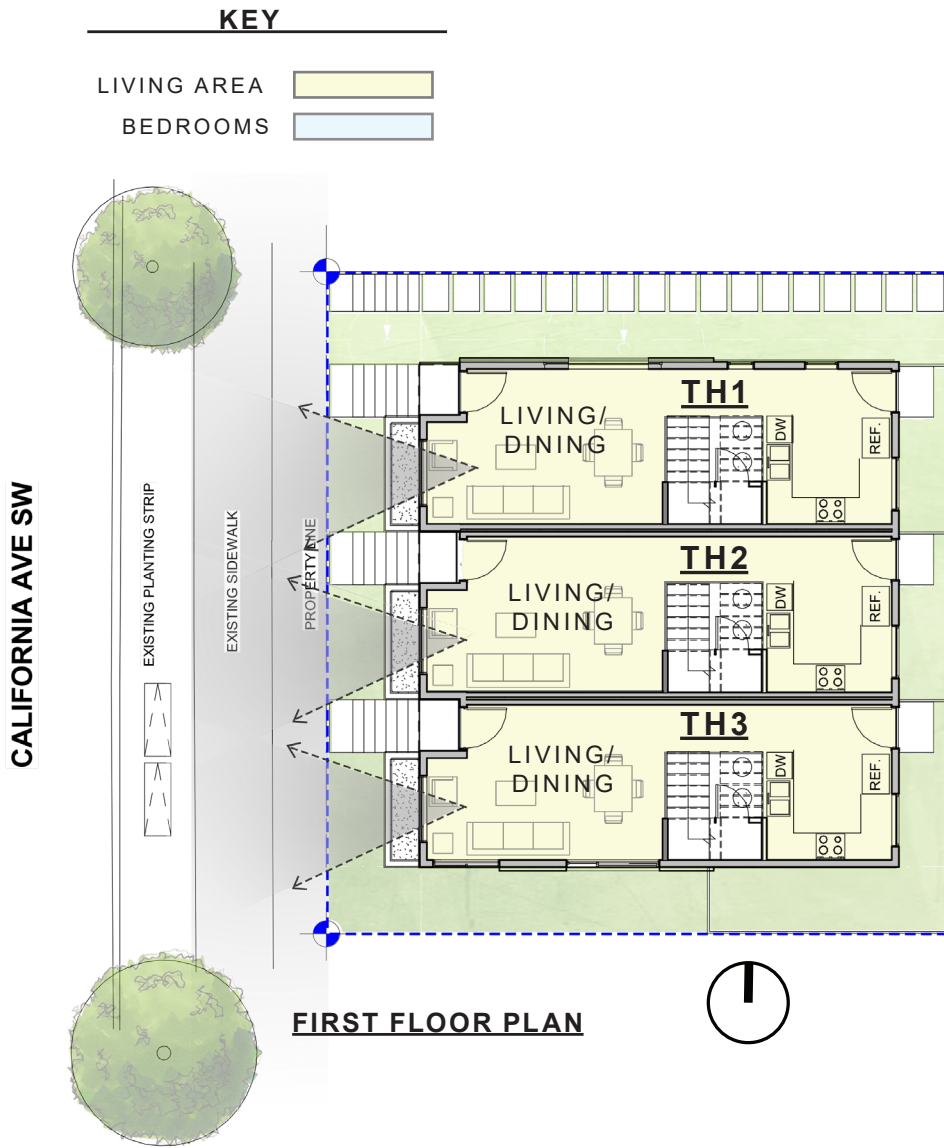 KEY
LIVING AREA
BEDROOMS
CALIFORNIA AVE SW
EXISTING PLANTING STRIP
EXISTING SIDEWALK
PROPERTY LINE
TH1
LIVING/
DINING
DW
REF.
TH2
LIVING/
DINING
DW
REF.
TH3
LIVING/
DINING
DW
REF.
FIRST FLOOR PLAN